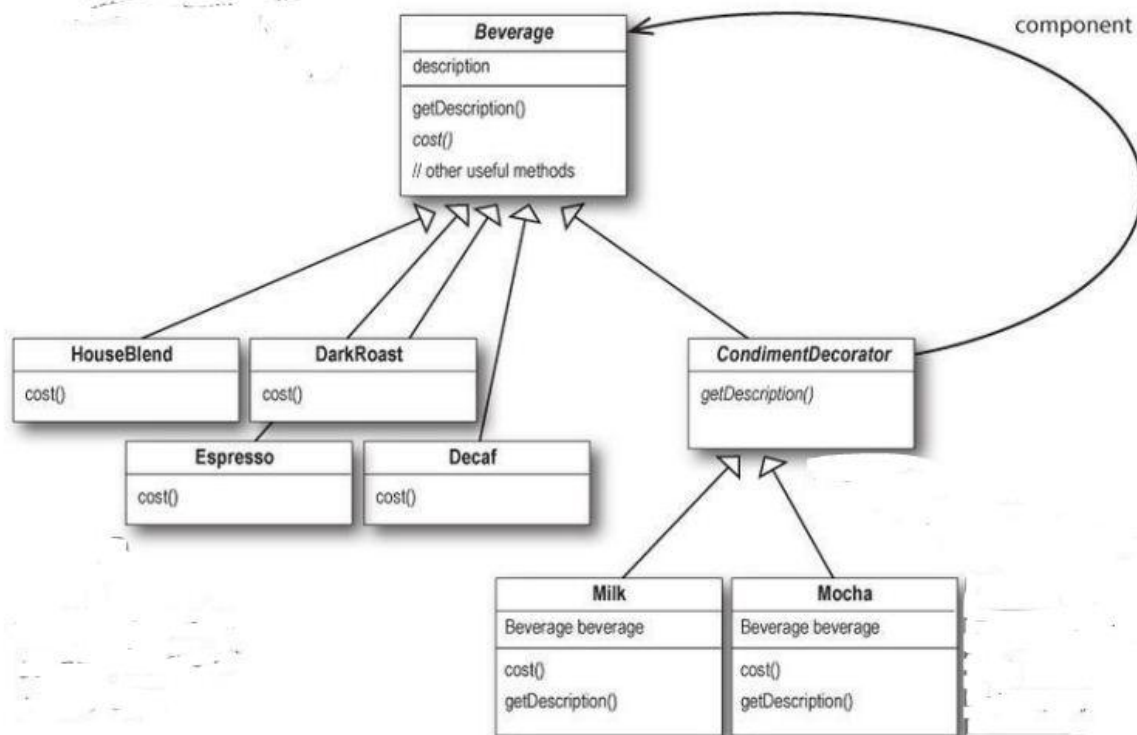 Beverage
component
description
getDescription()
cost()
// other useful methods
HouseBlend
cost()
DarkRoast
cost()
CondimentDecorator
getDescription()
Espresso
cost()
Decaf
cost()
Milk
Beverage beverage
cost()
getDescription()
Mocha
Beverage beverage
cost()
getDescription()